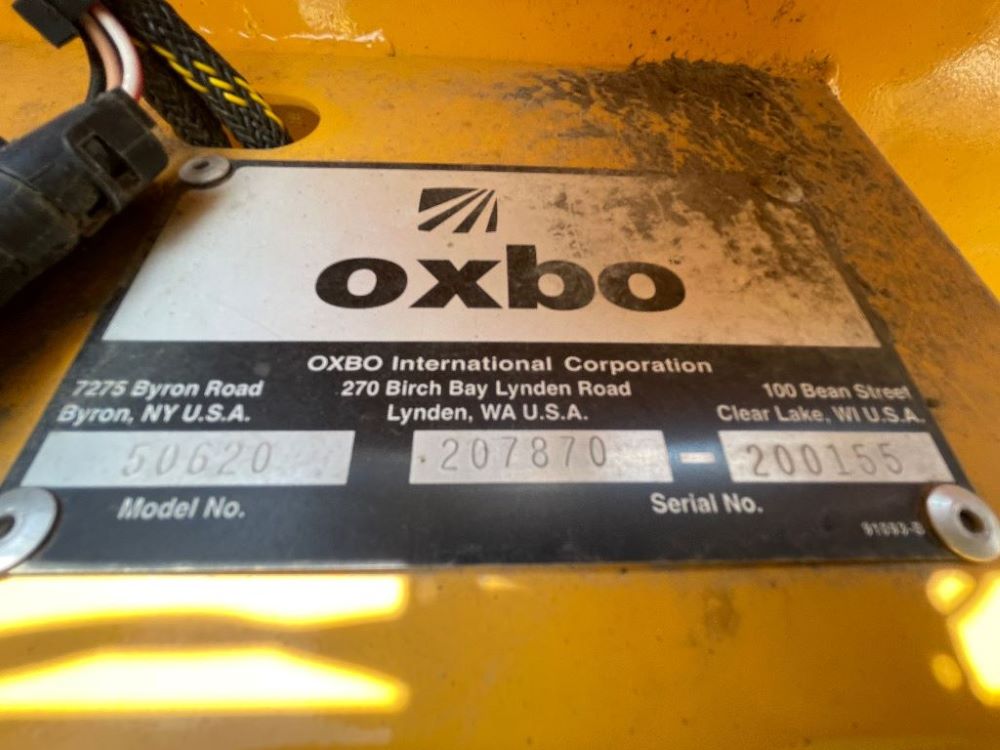 oxbo
OXBO International Corporation
7275 Byron Road 270 Birch Bay Lynden Road 100 Bean Street
Byron, NY U.S.A. Lynden, WA U.S.A. Clear Lake, WI U.S.A.
50620 207870 - 200155
Model No. Serial No.